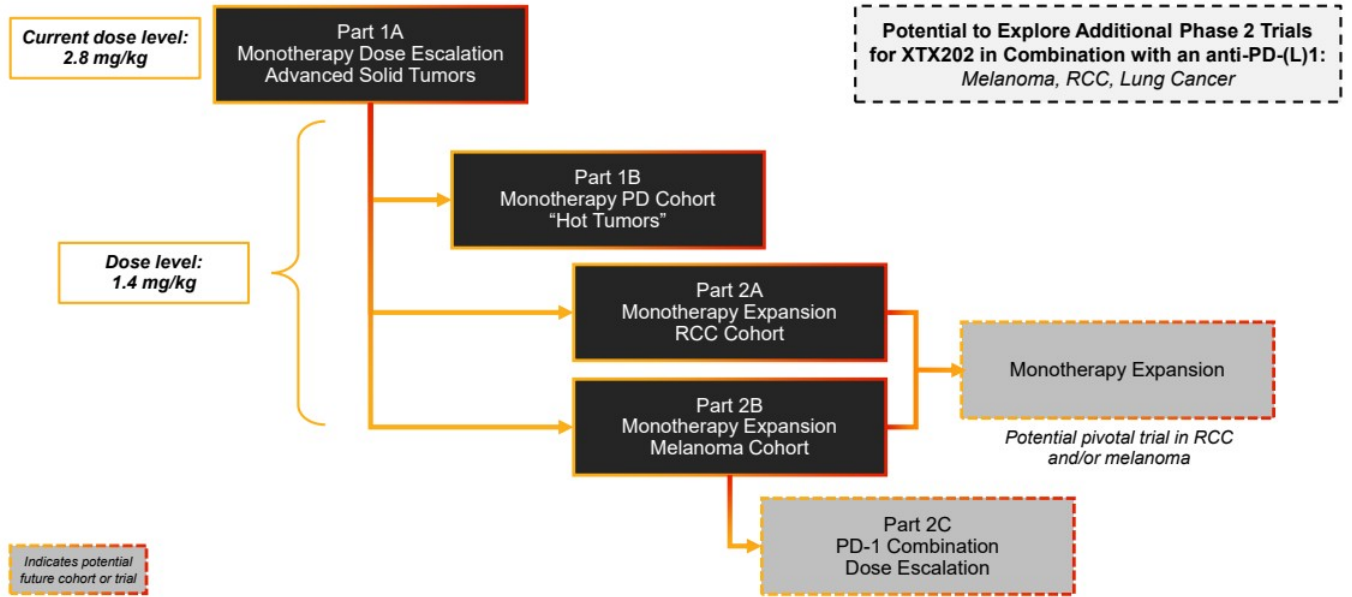 Current dose level:
2.8 mg/kg
Part 1A
Monotherapy Dose Escalation
Advanced Solid Tumors
Potential to Explore Additional Phase 2 Trials
for XTX202 in Combination with an anti-PD-(L)1:
Melanoma, RCC, Lung Cancer
Part 1B
Monotherapy PD Cohort
“Hot Tumors”
Dose level:
1.4 mg/kg
Part 2A
Monotherapy Expansion
RCC Cohort
Monotherapy Expansion
Potential pivotal trial in RCC
and/or melanoma
Part 2B
Monotherapy Expansion
Melanoma Cohort
Part 2C
PD-1 Combination
Dose Escalation
Indicates potential
future cohort or trial